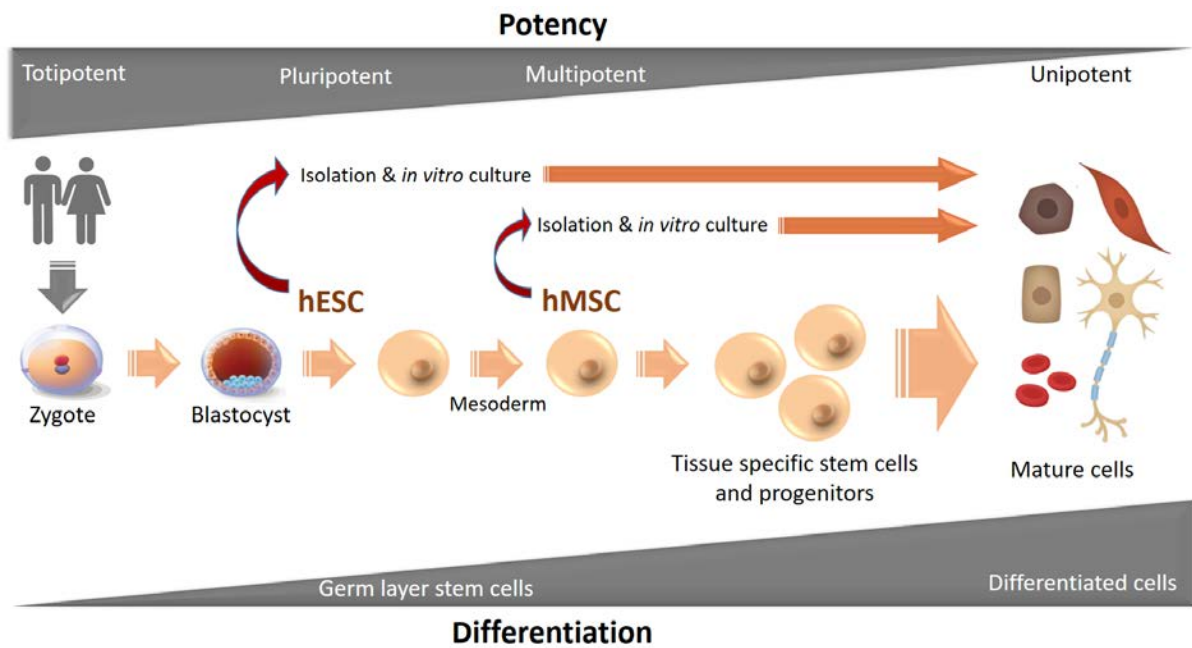 Potency
Totipotent
Pluripotent
Multipotent
Unipotent
Isolation & in vitro culture
Isolation & in vitro culture
hESC
hMSC
Zygote
Blastocyst
Mesoderm
Tissue specific stem cells
and progenitors
Mature cells
Germ layer stem cells
Differentiated cells
Differentiation